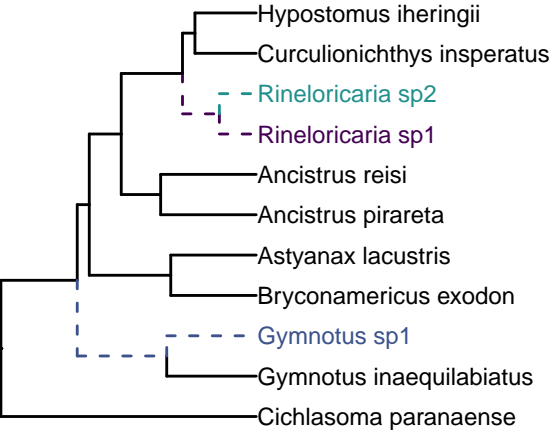 Hypostomus iheringii
Curculionichthys insperatus
Rineloricaria sp2
Rineloricaria sp1
Ancistrus reisi
Ancistrus pirareta
Astyanax lacustris
Bryconamericus exodon
Gymnotus sp1
Gymnotus inaequilabiatus
Cichlasoma paranaense